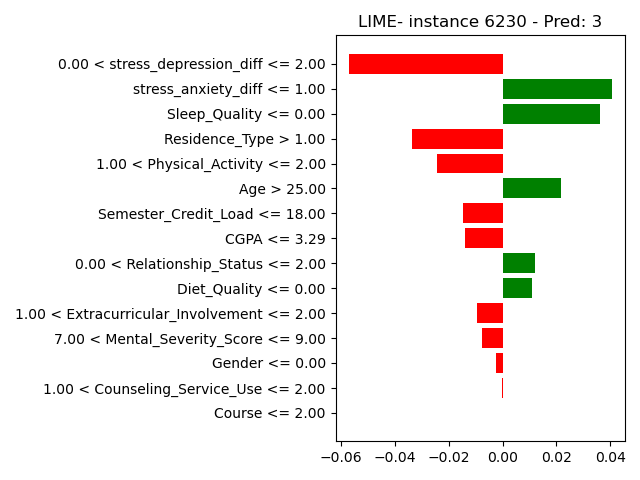 LIME- instance 6230 - Pred: 3
0.00 < stress_depression_diff <= 2.00
stress_anxiety_diff <= 1.00
Sleep_Quality <= 0.00
Residence_Type > 1.00
1.00 < Physical_Activity <= 2.00
Age > 25.00
Semester_Credit_Load <= 18.00
CGPA <= 3.29
0.00 < Relationship_Status <= 2.00
Diet_Quality <= 0.00
1.00 < Extracurricular_Involvement <= 2.00
7.00 < Mental_Severity_Score <= 9.00
Gender <= 0.00
1.00 < Counseling_Service_Use <= 2.00
Course <= 2.00
−0.06 −0.04 −0.02 0.00 0.02 0.04